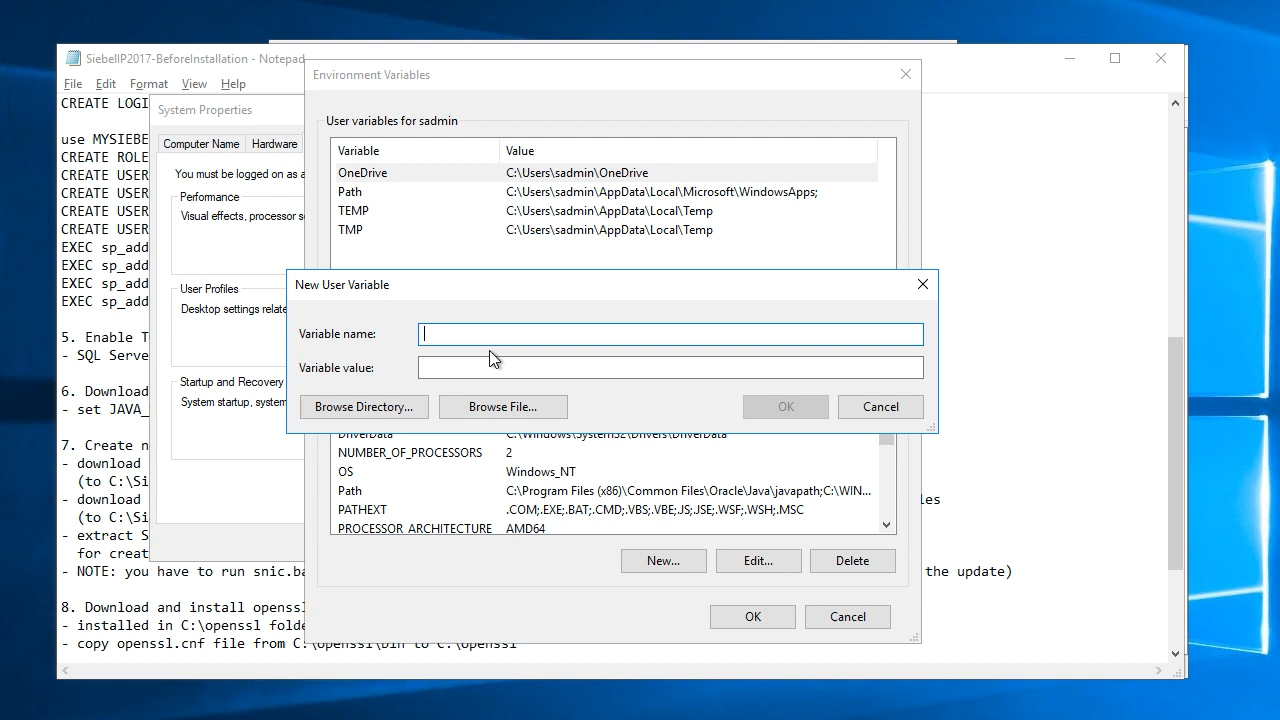 SiebelIP2017-BeforeInstallation - Notepad
File Edit Format View Help
CREATE LOGI
use MYSIEBE
CREATE ROLE
CREATE USER
CREATE USER
CREATE USER
CREATE USER
EXEC sp_add
EXEC sp_add
EXEC sp_add
EXEC sp_add
5. Enable T
- SQL Serve
6. Download
- set JAVA_
7. Create n
- download
(to C:\Si
- download les
(to C:\Si
- extract S
for creat
- NOTE: you have to run snic.ba the update)
8. Download and install openssl
- installed in C:\openssl folde
- copy openssl.cnf file from C:\openssl\bin to C:\openssl
System Properties
Computer Name Hardware
You must be logged on as a
Performance
Visual effects, processor s
User Profiles
Desktop settings relate
Startup and Recovery
System startup, system
Environment Variables
User variables for sadmin
Variable Value
OneDrive C:\Users\sadmin\OneDrive
Path C:\Users\sadmin\AppData\Local\Microsoft\WindowsApps;
TEMP C:\Users\sadmin\AppData\Local\Temp
TMP C:\Users\sadmin\AppData\Local\Temp
New User Variable
Variable name:
Variable value:
Browse Directory... Browse File... OK Cancel
DriverData C:\Windows\System32\Drivers\DriverData
NUMBER_OF_PROCESSORS 2
OS Windows_NT
Path C:\Program Files (x86)\Common Files\Oracle\Java\javapath;C:\WIN...
PATHEXT .COM;.EXE;.BAT;.CMD;.VBS;.VBE;.JS;.JSE;.WSF;.WSH;.MSC
PROCESSOR_ARCHITECTURE AMD64
New... Edit... Delete
OK Cancel